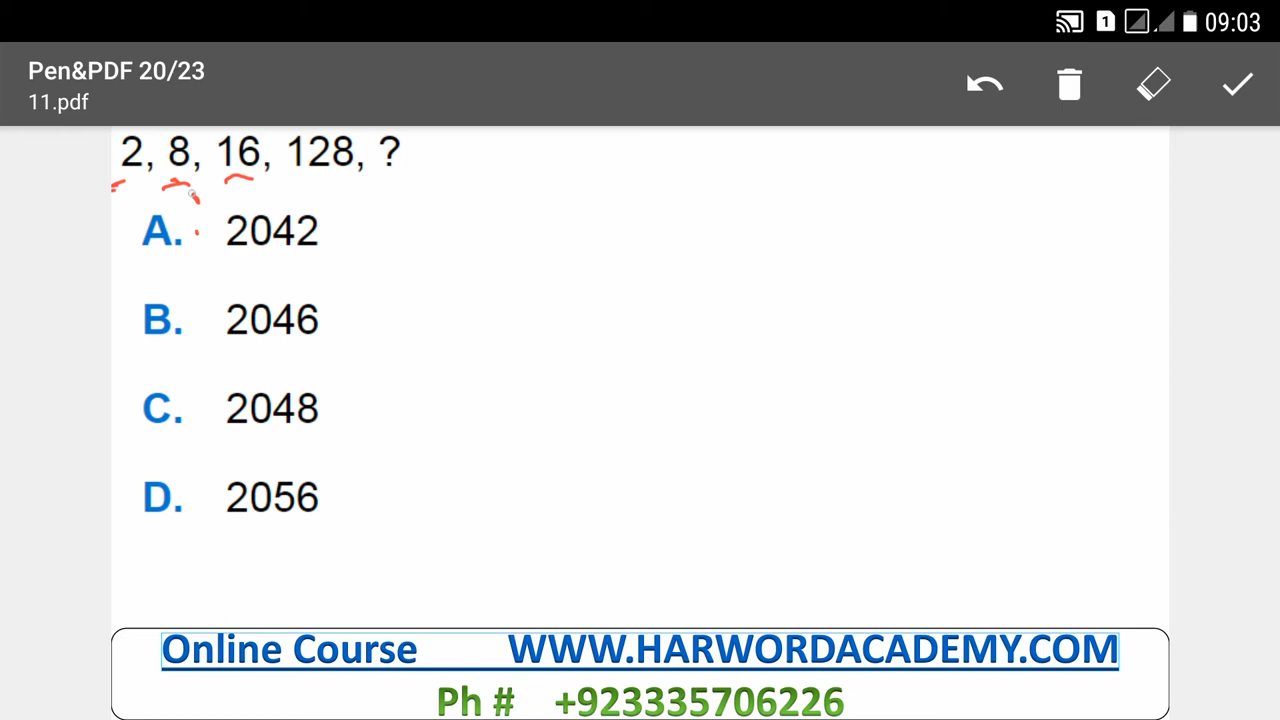 1 09:03
Pen&PDF 20/23
11.pdf
2, 8, 16, 128, ?
A. 2042
B. 2046
C. 2048
D. 2056
Online Course WWW.HARWORDACADEMY.COM
Ph # +923335706226